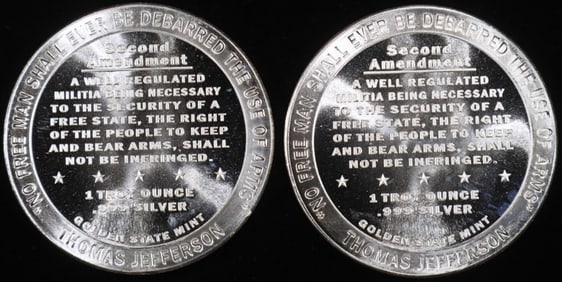 "NO FREE MAN SHALL EVER BE DEBARRED THE USE OF ARMS"
Second
Amendment
A WELL REGULATED
MILITIA BEING NECESSARY
TO THE SECURITY OF A
FREE STATE, THE RIGHT
OF THE PEOPLE TO KEEP
AND BEAR ARMS, SHALL
NOT BE INFRINGED.
1 TROY OUNCE
.999 SILVER
GOLDEN STATE MINT
THOMAS JEFFERSON
"NO FREE MAN SHALL EVER BE DEBARRED THE USE OF ARMS"
Second
Amendment
A WELL REGULATED
MILITIA BEING NECESSARY
TO THE SECURITY OF A
FREE STATE, THE RIGHT
OF THE PEOPLE TO KEEP
AND BEAR ARMS, SHALL
NOT BE INFRINGED.
1 TROY OUNCE
.999 SILVER
GOLDEN STATE MINT
THOMAS JEFFERSON